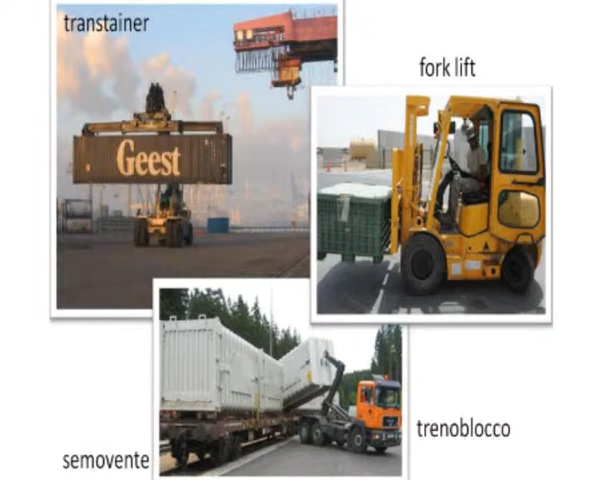 transtainer
fork lift
Geest
trenoblocco
semovente